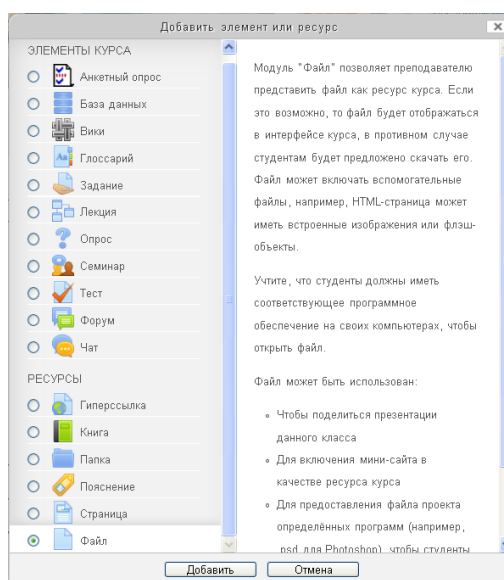 Добавить элемент или ресурс
ЭЛЕМЕНТЫ КУРСА
Анкетный опрос
База данных
Вики
Глоссарий
Задание
Лекция
Опрос
Семинар
Тест
Форум
Чат
РЕСУРСЫ
Гиперссылка
Книга
Папка
Пояснение
Страница
Файл
Модуль "Файл" позволяет преподавателю
представить файл как ресурс курса. Если
это возможно, то файл будет отображаться
в интерфейсе курса, в противном случае
студентам будет предложено скачать его.
Файл может включать вспомогательные
файлы, например, HTML-страница может
иметь встроенные изображения или флэш-
объекты.
Учтите, что студенты должны иметь
соответствующее программное
обеспечение на своих компьютерах, чтобы
открыть файл.
Файл может быть использован:
Чтобы поделиться презентации
данного класса
Для включения мини-сайта в
качестве ресурса курса
Для предоставления файла проекта
определённых программ (например,
.psd для Photoshop), чтобы студенты
Добавить
Отмена